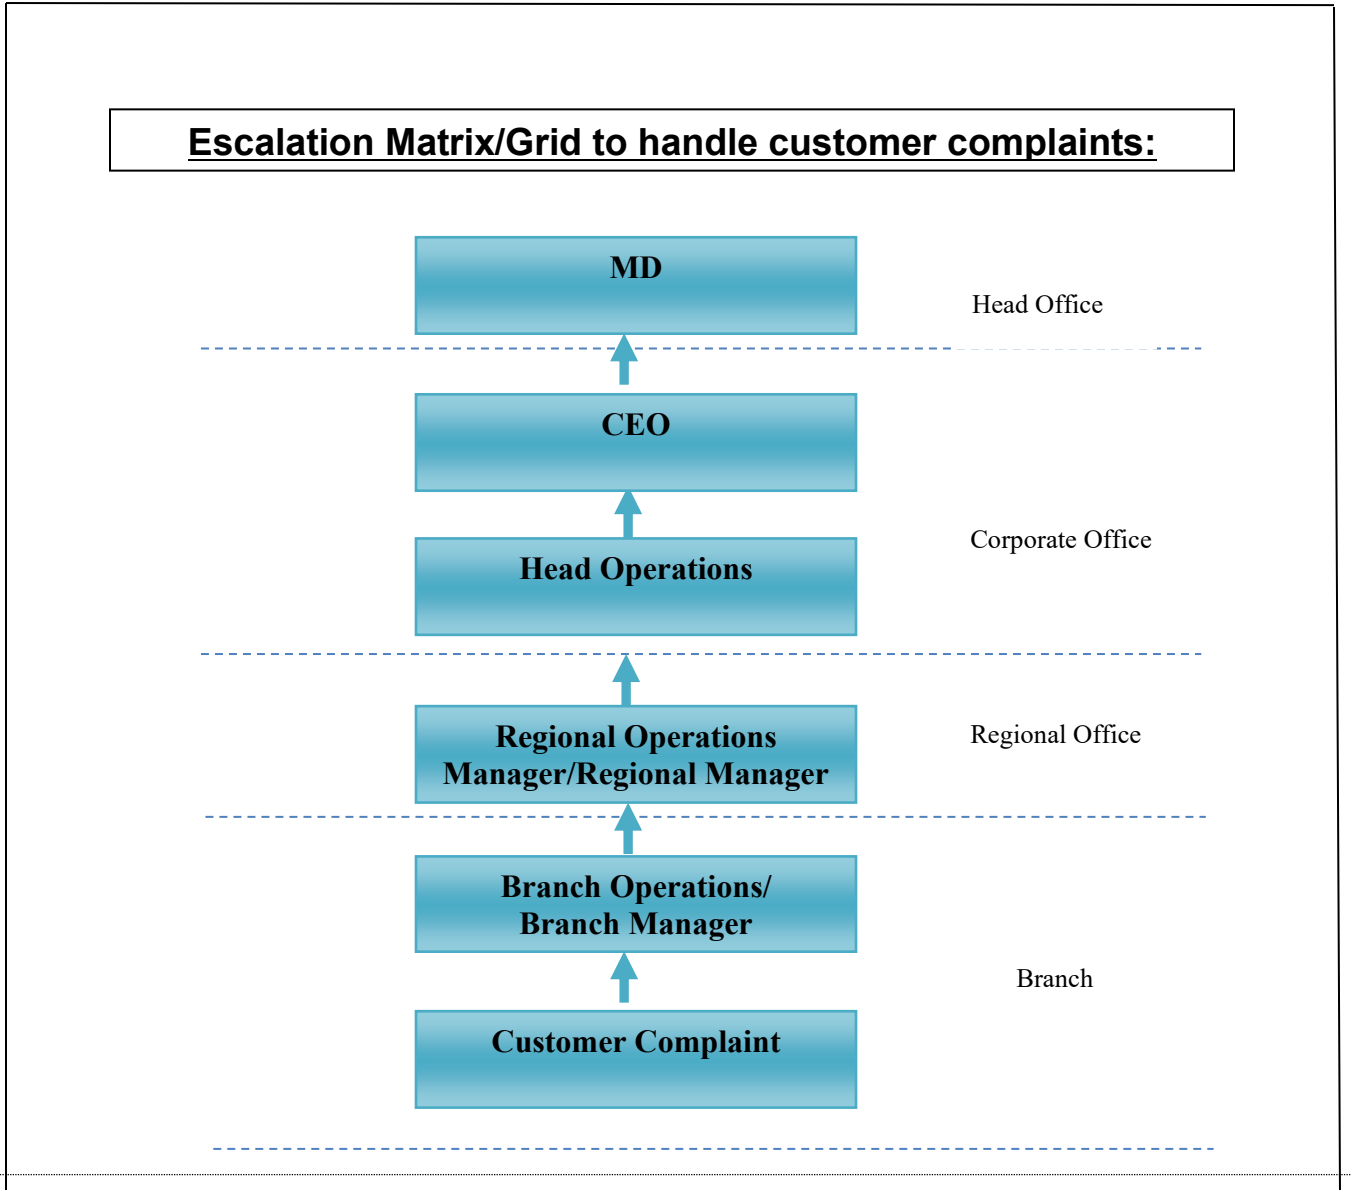 Escalation Matrix/Grid to handle customer complaints:
MD
Head Office
CEO
Corporate Office
Head Operations
Regional Operations
Manager/Regional Manager
Regional Office
Branch Operations/
Branch Manager
Branch
Customer Complaint